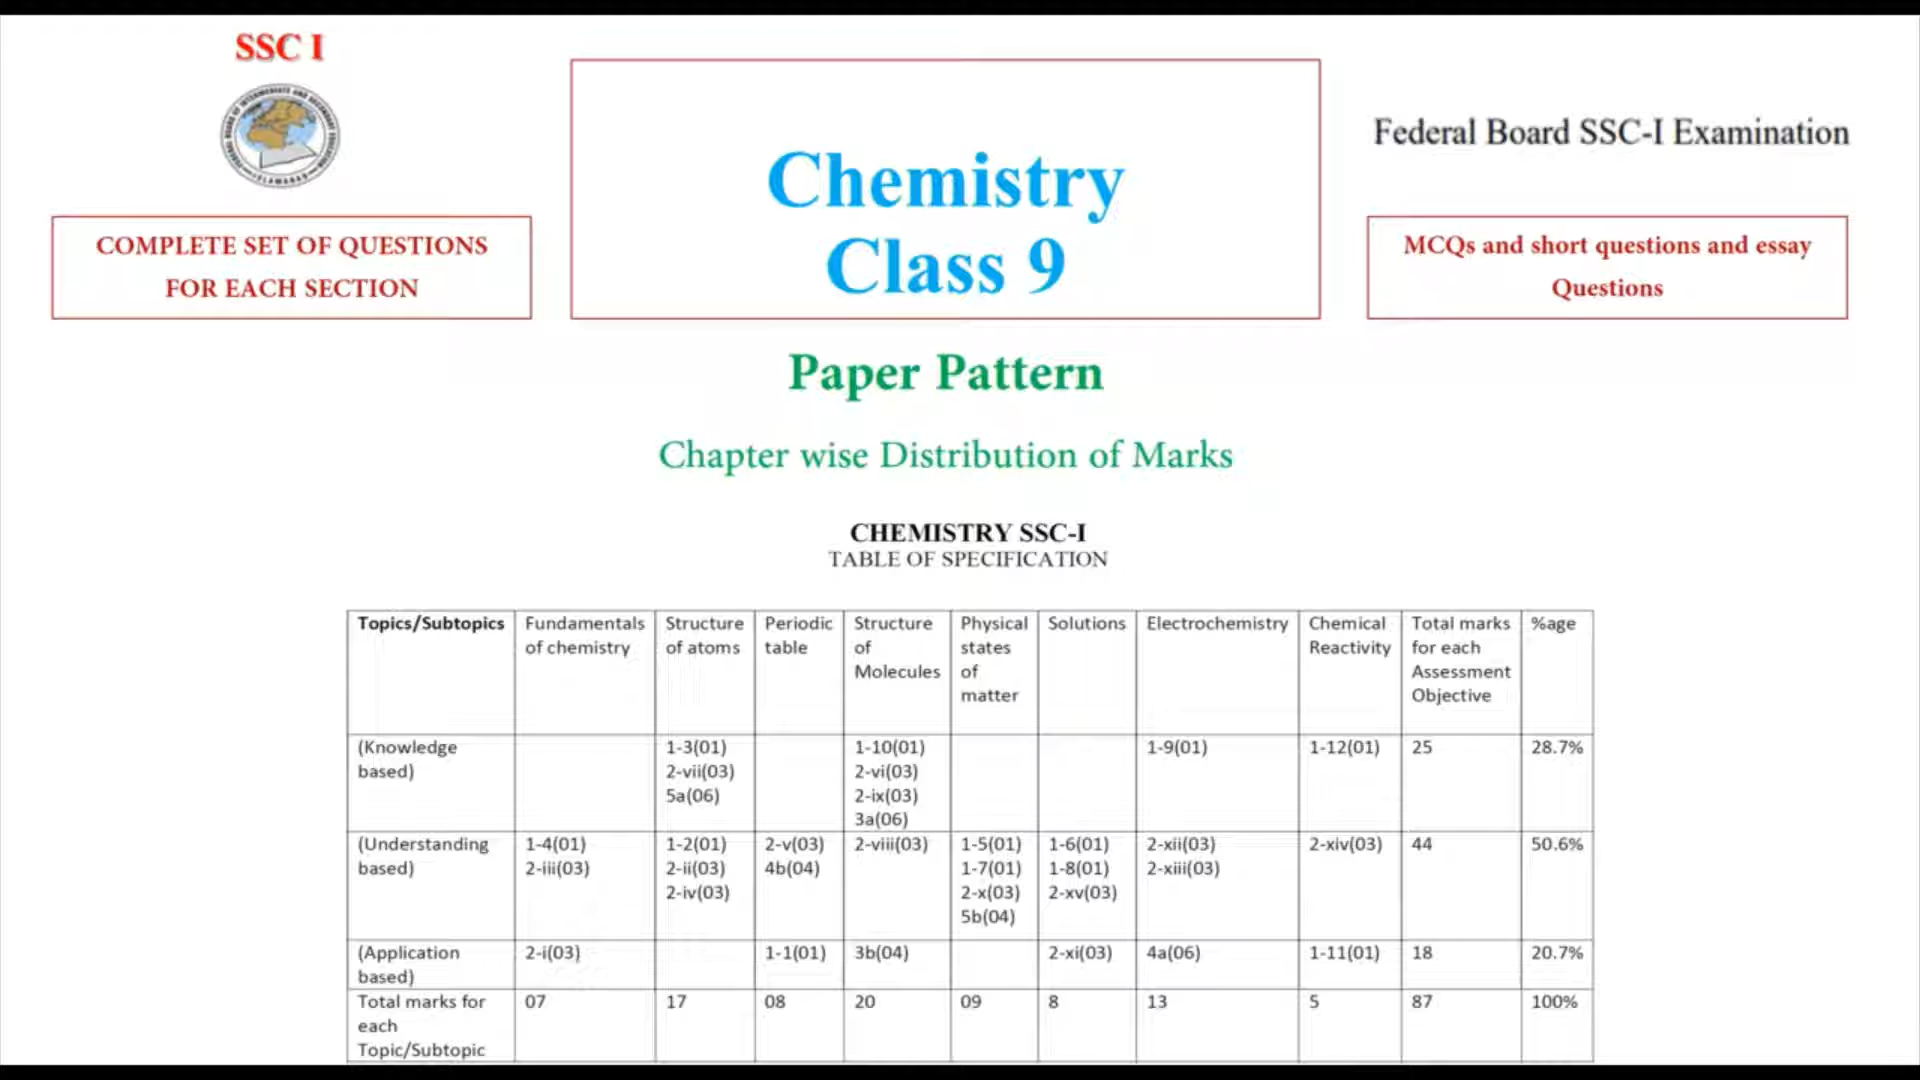 SSC I
COMPLETE SET OF QUESTIONS
FOR EACH SECTION
Chemistry
Class 9
Federal Board SSC-I Examination
MCQs and short questions and essay
Questions
Paper Pattern
Chapter wise Distribution of Marks
CHEMISTRY SSC-I
TABLE OF SPECIFICATION
Topics/Subtopics Fundamentals Structure Periodic Structure Physical Solutions Electrochemistry Chemical Total marks %age
of chemistry of atoms table of states Reactivity for each
Molecules of Assessment
matter Objective
(Knowledge 1-3(01) 1-10(01) 1-9(01) 1-12(01) 25 28.7%
based) 2-vii(03) 2-vi(03)
5a(06) 2-ix(03)
3a(06)
(Understanding 1-4(01) 1-2(01) 2-v(03) 2-viii(03) 1-5(01) 1-6(01) 2-xii(03) 2-xiv(03) 44 50.6%
based) 2-iii(03) 2-ii(03) 4b(04) 1-7(01) 1-8(01) 2-xiii(03)
2-iv(03) 2-x(03) 2-xv(03)
5b(04)
(Application 2-i(03) 1-1(01) 3b(04) 2-xi(03) 4a(06) 1-11(01) 18 20.7%
based)
Total marks for 07 17 08 20 09 8 13 5 87 100%
each
Topic/Subtopic